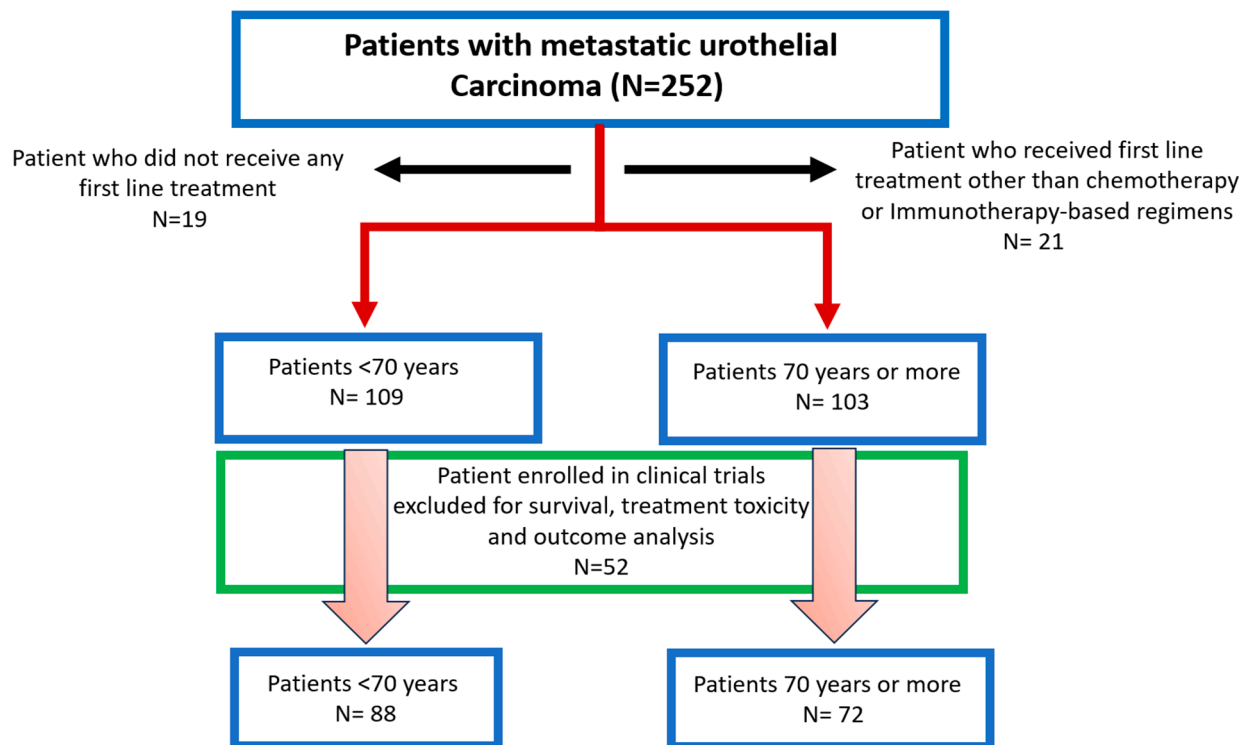 Patients with metastatic urothelial
Carcinoma (N=252)
Patient who did not receive any
first line treatment
N=19
Patient who received first line
treatment other than chemotherapy
or Immunotherapy-based regimens
N= 21
Patients <70 years
N= 109
Patients 70 years or more
N= 103
Patient enrolled in clinical trials
excluded for survival, treatment toxicity
and outcome analysis
N=52
Patients <70 years
N= 88
Patients 70 years or more
N= 72